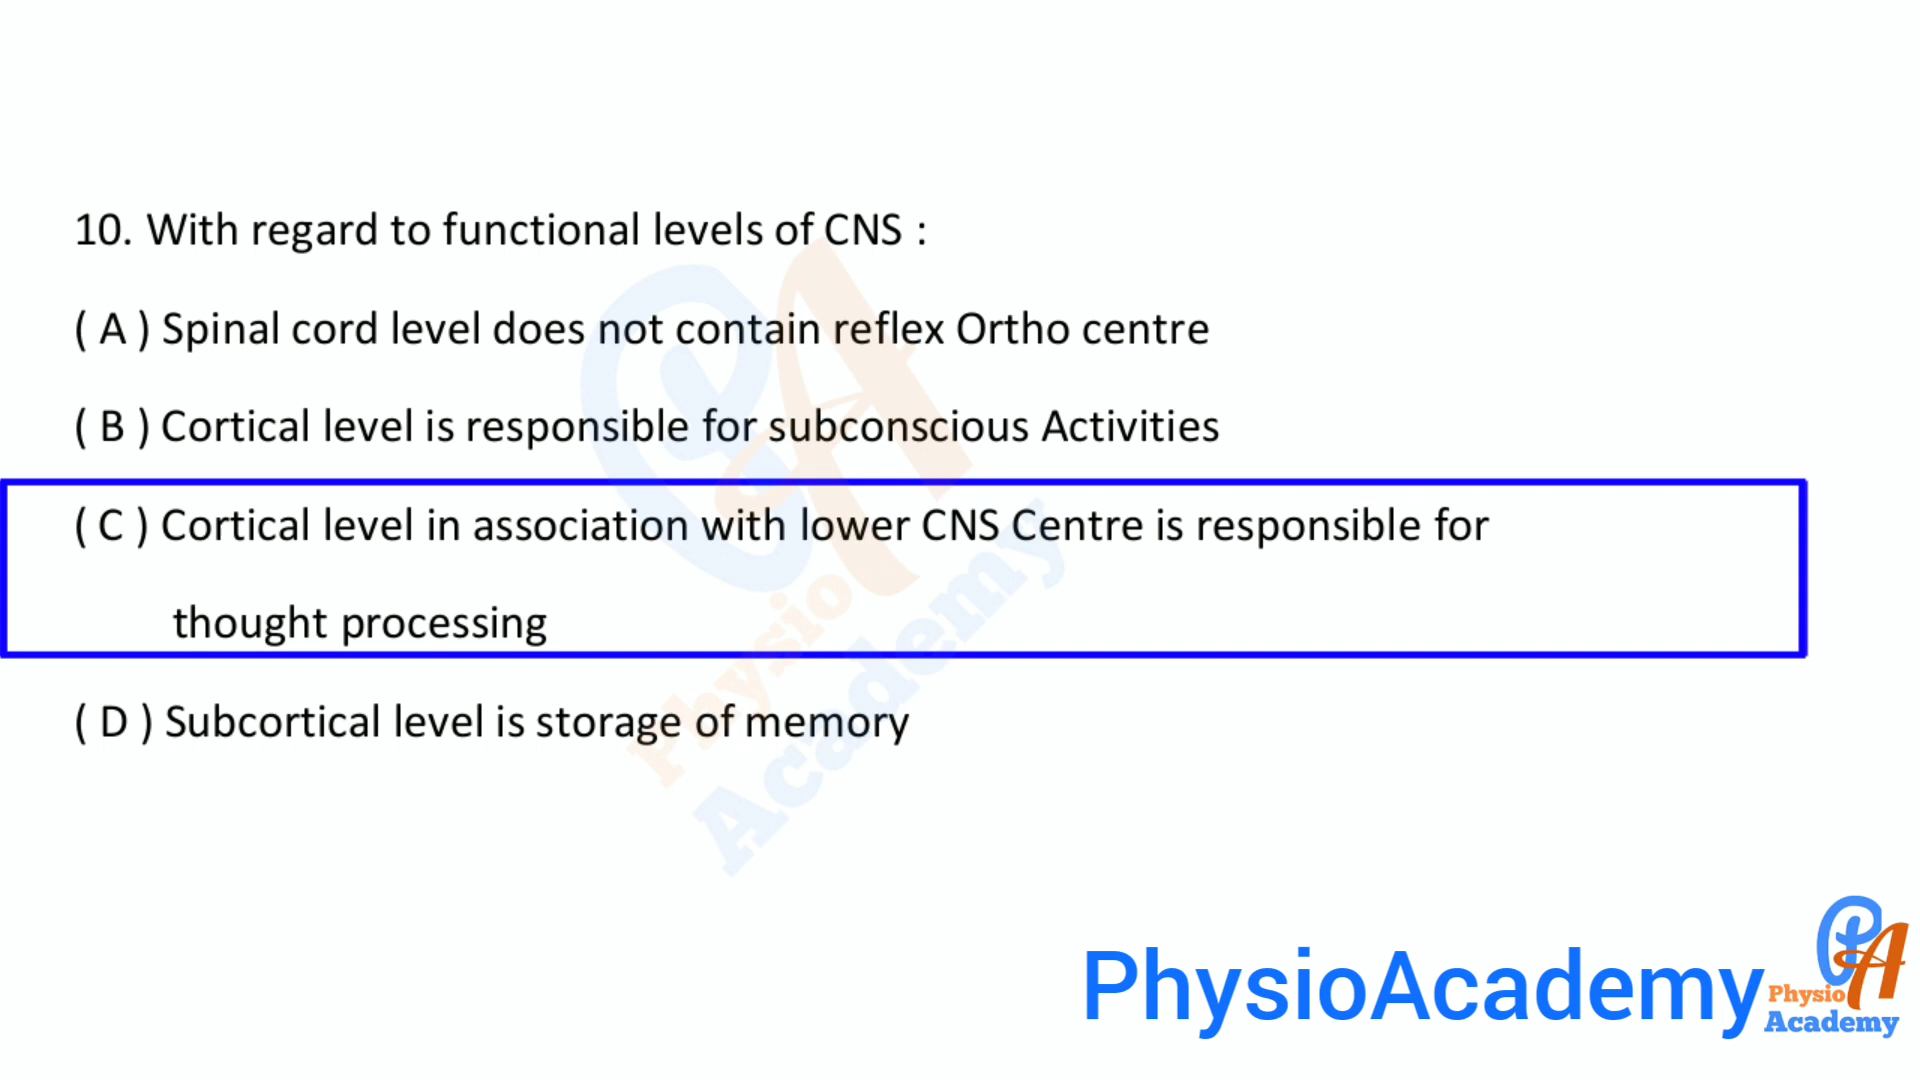 10. With regard to functional levels of CNS :
( A ) Spinal cord level does not contain reflex Ortho centre
( B ) Cortical level is responsible for subconscious Activities
( C ) Cortical level in association with lower CNS Centre is responsible for
thought processing
( D ) Subcortical level is storage of memory
Physio
Academy
PhysioAcademy
Physio
Academy